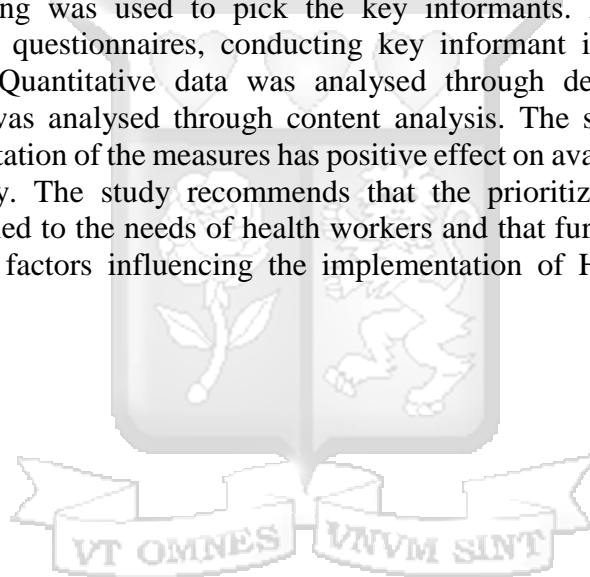 ing was used to pick the key informants.
questionnaires, conducting key informant i
Quantitative data was analysed through de
was analysed through content analysis. The s
tation of the measures has positive effect on ava
y. The study recommends that the prioritiz
ed to the needs of health workers and that fur
factors influencing the implementation of H
VT OMNES VNVM SINT